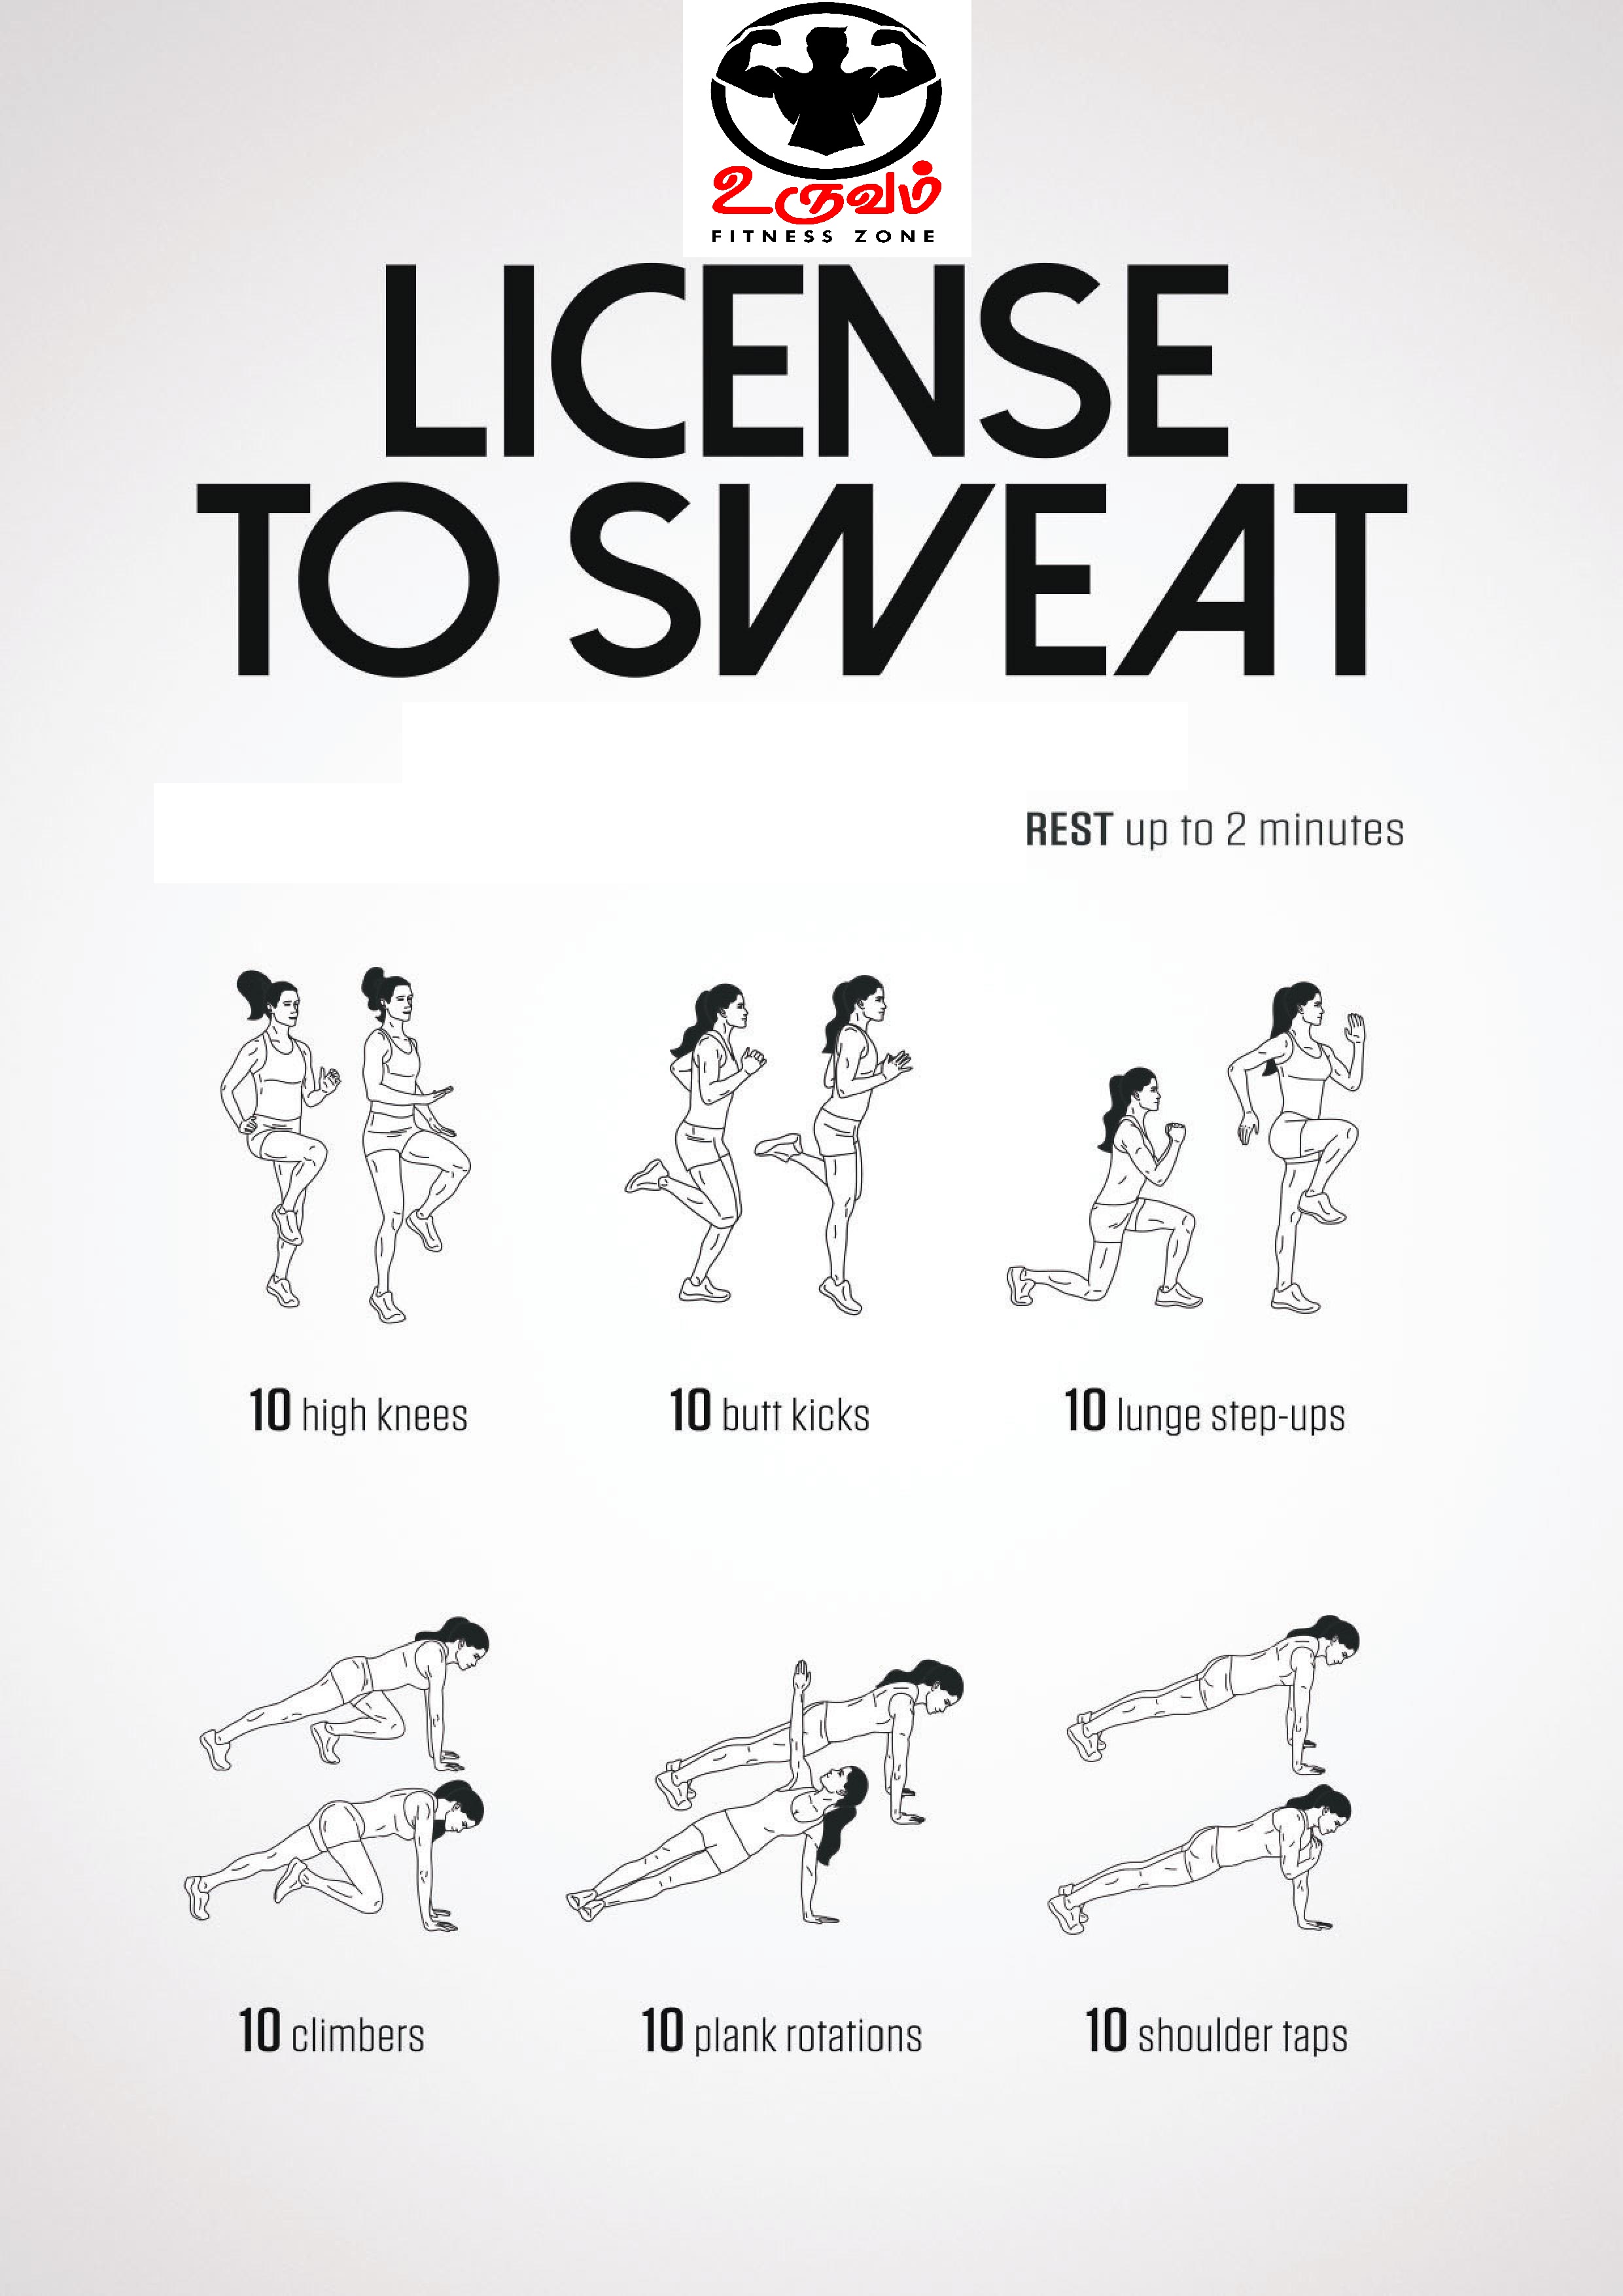 உருவம்
FITNESS ZONE
LICENSE
TO SWEAT
REST up to 2 minutes
10 high knees
10 butt kicks
10 lunge step-ups
10 climbers
10 plank rotations
10 shoulder taps